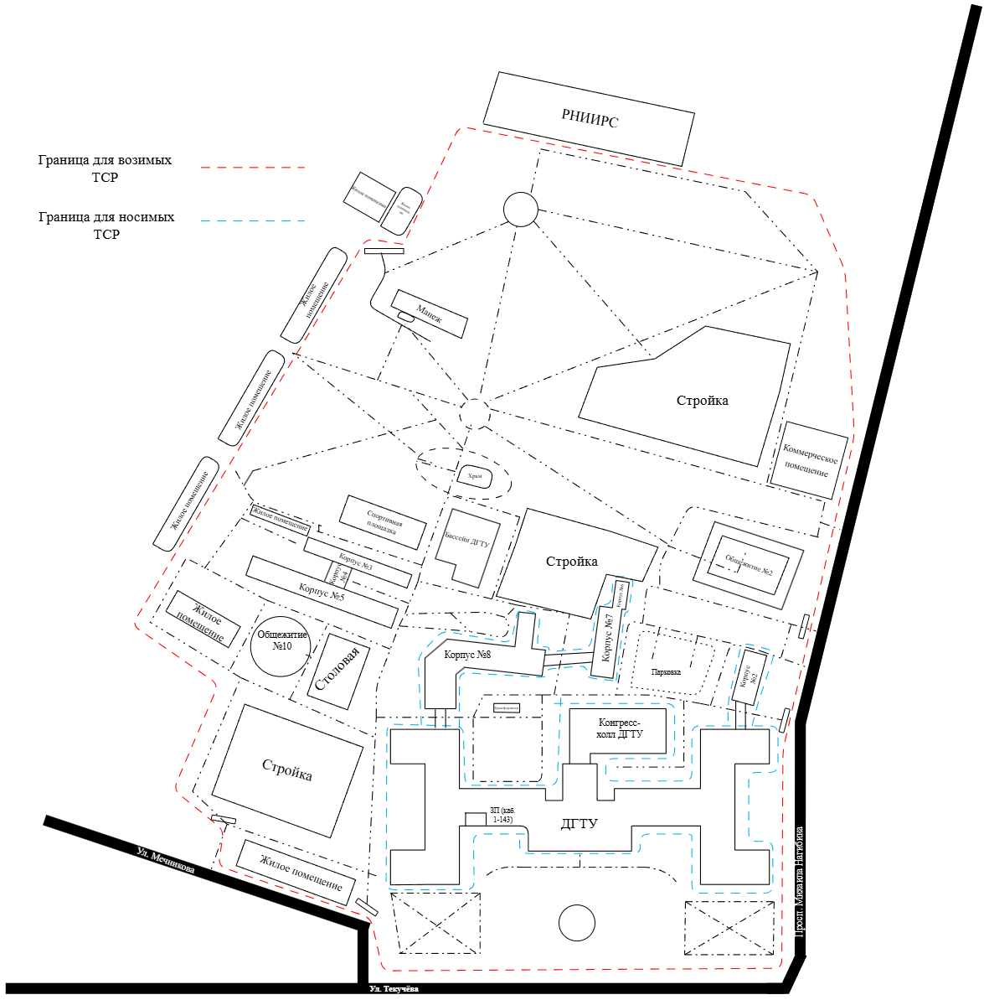 РНИИРС
Граница для возимых
ТСР
Граница для носимых
ТСР
Жилое помещение
Жилое
помещение
Жилое
помещение
Манеж
Жилое помещение
Стройка
Коммерческое
помещение
Храм
Жилое помещение
Жилое помещение
Спортивная
площадка
Бассейн ДГТУ
Стройка
Общежитие №2
Корпус №3
Корпус
№4
Корпус №5
Корпус №6
Жилое
помещение
Общежитие
№10
Столовая
Корпус №8
Корпус №7
Парковка
Корпус
№2
Трансформатор
Конгресс-
холл ДГТУ
Стройка
ЗП (каб.
1-143)
ДГТУ
Ул. Мечникова
Жилое помещение
Просп. Михаила Нагибина
Ул. Текучёва